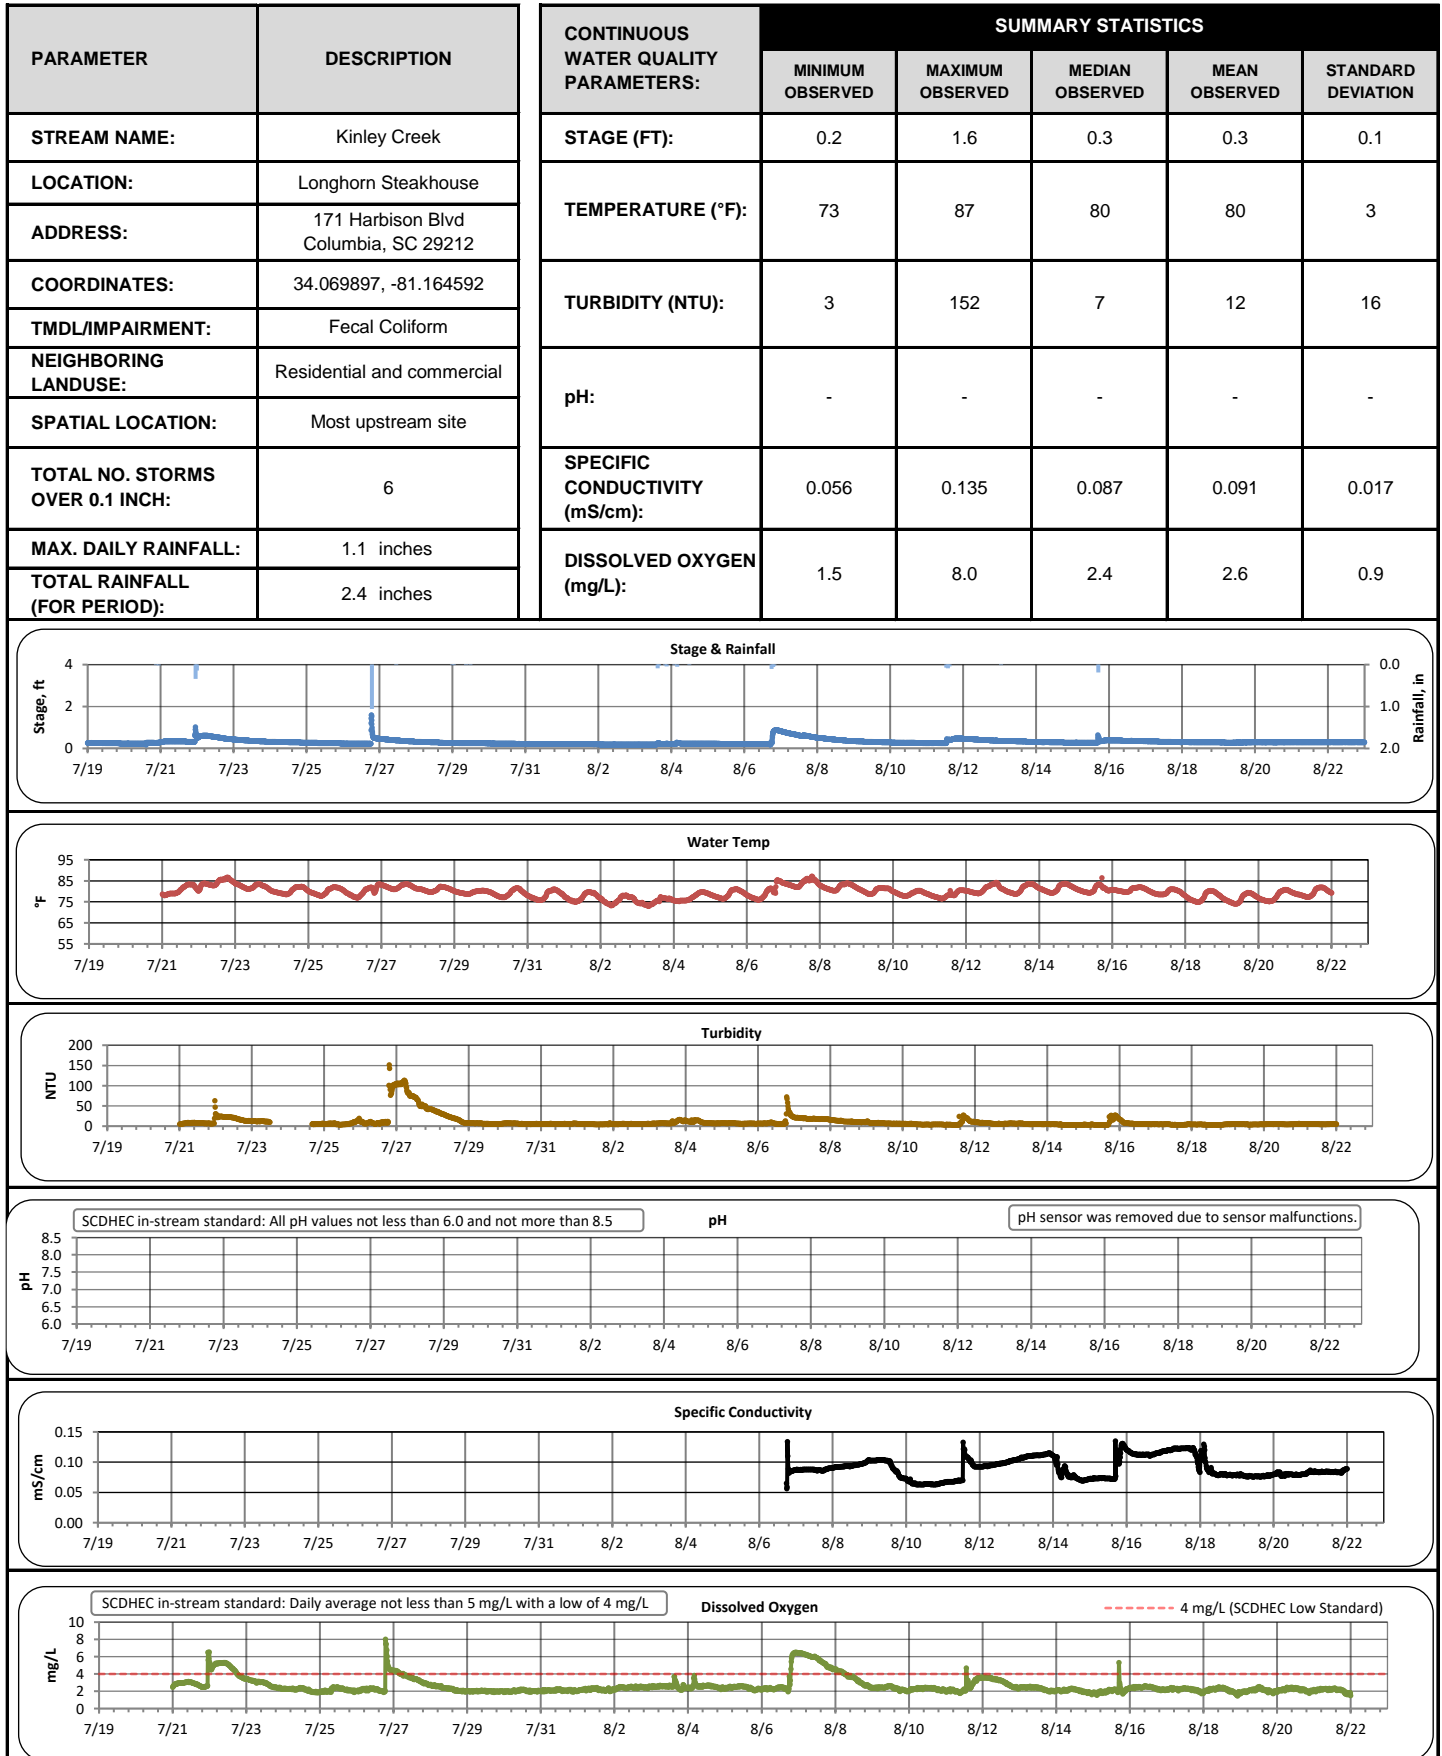 PARAMETER
DESCRIPTION
STREAM NAME:
Kinley Creek
LOCATION:
Longhorn Steakhouse
ADDRESS:
171 Harbison Blvd
Columbia, SC 29212
COORDINATES:
34.069897, -81.164592
TMDL/IMPAIRMENT:
Fecal Coliform
NEIGHBORING
LANDUSE:
Residential and commercial
SPATIAL LOCATION:
Most upstream site
TOTAL NO. STORMS
OVER 0.1 INCH:
6
MAX. DAILY RAINFALL:
1.1 inches
TOTAL RAINFALL
(FOR PERIOD):
2.4 inches
CONTINUOUS
WATER QUALITY
PARAMETERS:
SUMMARY STATISTICS
MINIMUM
OBSERVED
MAXIMUM
OBSERVED
MEDIAN
OBSERVED
MEAN
OBSERVED
STANDARD
DEVIATION
STAGE (FT):
0.2 1.6 0.3 0.3 0.1
TEMPERATURE (°F):
73 87 80 80 3
TURBIDITY (NTU):
3 152 7 12 16
pH:
- - - - -
SPECIFIC
CONDUCTIVITY
(mS/cm):
0.056 0.135 0.087 0.091 0.017
DISSOLVED OXYGEN
(mg/L):
1.5 8.0 2.4 2.6 0.9
Stage & Rainfall
Stage, ft
4
2
0
0.0
1.0
2.0
Rainfall, in
7/19 7/21 7/23 7/25 7/27 7/29 7/31 8/2 8/4 8/6 8/8 8/10 8/12 8/14 8/16 8/18 8/20 8/22
Water Temp
°F
95
85
75
65
55
7/19 7/21 7/23 7/25 7/27 7/29 7/31 8/2 8/4 8/6 8/8 8/10 8/12 8/14 8/16 8/18 8/20 8/22
Turbidity
NTU
200
150
100
50
0
7/19 7/21 7/23 7/25 7/27 7/29 7/31 8/2 8/4 8/6 8/8 8/10 8/12 8/14 8/16 8/18 8/20 8/22
SCDHEC in-stream standard: All pH values not less than 6.0 and not more than 8.5
pH
pH sensor was removed due to sensor malfunctions.
pH
8.5
8.0
7.5
7.0
6.5
6.0
7/19 7/21 7/23 7/25 7/27 7/29 7/31 8/2 8/4 8/6 8/8 8/10 8/12 8/14 8/16 8/18 8/20 8/22
Specific Conductivity
mS/cm
0.15
0.10
0.05
0.00
7/19 7/21 7/23 7/25 7/27 7/29 7/31 8/2 8/4 8/6 8/8 8/10 8/12 8/14 8/16 8/18 8/20 8/22
SCDHEC in-stream standard: Daily average not less than 5 mg/L with a low of 4 mg/L
Dissolved Oxygen
4 mg/L (SCDHEC Low Standard)
mg/L
10
8
6
4
2
0
7/19 7/21 7/23 7/25 7/27 7/29 7/31 8/2 8/4 8/6 8/8 8/10 8/12 8/14 8/16 8/18 8/20 8/22